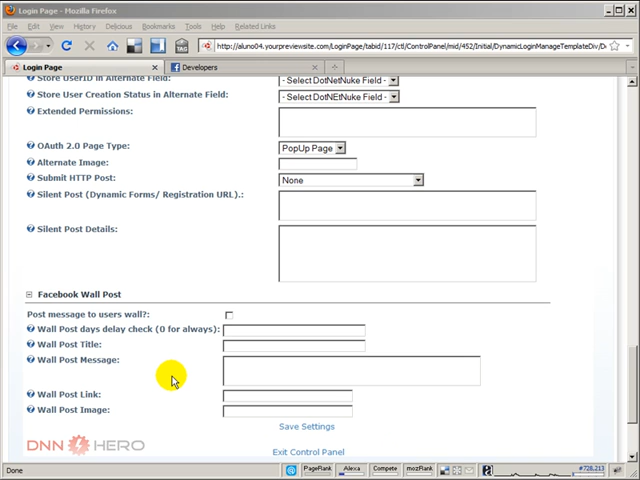 Login Page - Mozilla Firefox
File Edit View History Delicious Bookmarks Tools Help Related Links
http://aluno04.yourpreviewsite.com/LoginPage/tabid/117/ctl/ControlPanel/mid/452/Initial/DynamicLoginManageTemplateDiv/D
Login Page Developers
Store UserID in Alternate Field: - Select DotNetNuke Field -
Store User Creation Status in Alternate Field: - Select DotNEtNuke Field -
Extended Permissions:
OAuth 2.0 Page Type: PopUp Page
Alternate Image:
Submit HTTP Post: None
Silent Post (Dynamic Forms/ Registration URL).:
Silent Post Details:
Facebook Wall Post
Post message to users wall?:
Wall Post days delay check (0 for always):
Wall Post Title:
Wall Post Message:
Wall Post Link:
Wall Post Image:
Save Settings
DNN HERO
Exit Control Panel
Done PageRank Alexa Compete mozRank #728,213